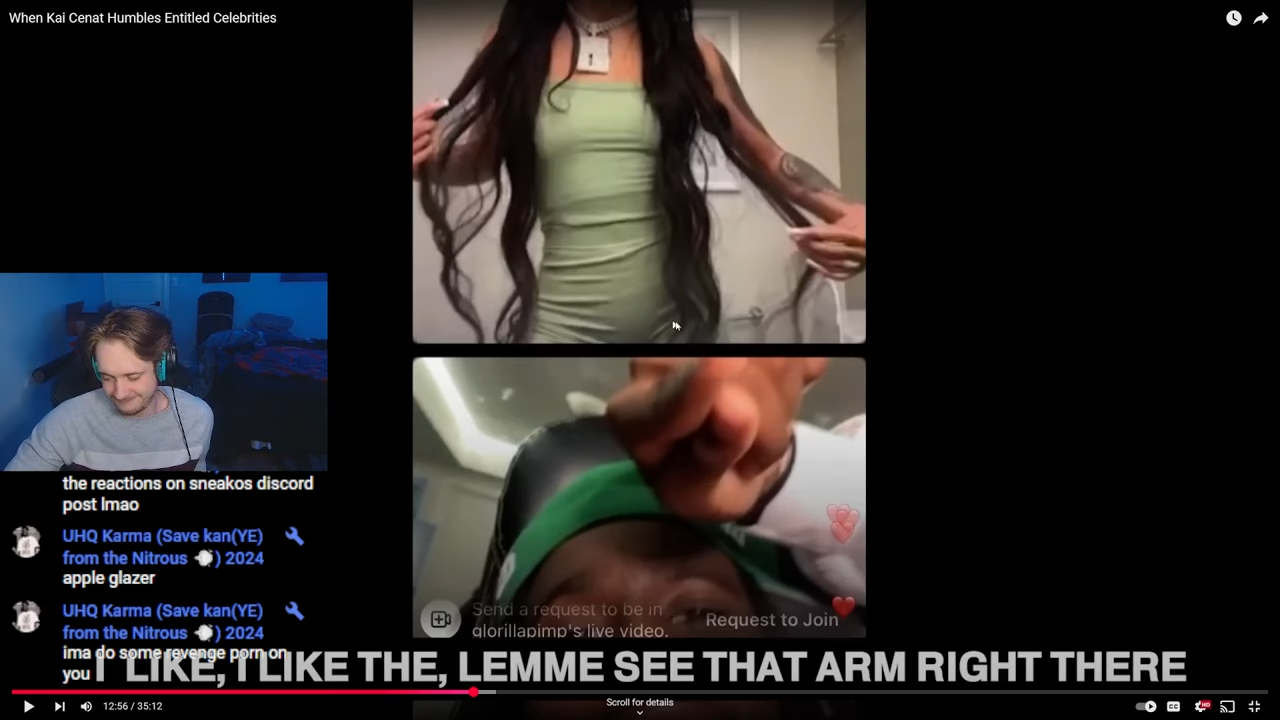 When Kai Cenat Humbles Entitled Celebrities
the reactions on sneakos discord
post lmao
UHQ Karma (Save kan(YE)
from the Nitrous ) 2024
apple glazer
UHQ Karma (Save kan(YE)
from the Nitrous ) 2024
ima do some revenge porn on
you
Send a request to be in
glorillapimp's live video.
Request to Join
I LIKE, I LIKE THE, LEMME SEE THAT ARM RIGHT THERE
12:56 / 35:12
Scroll for details
CC
HD